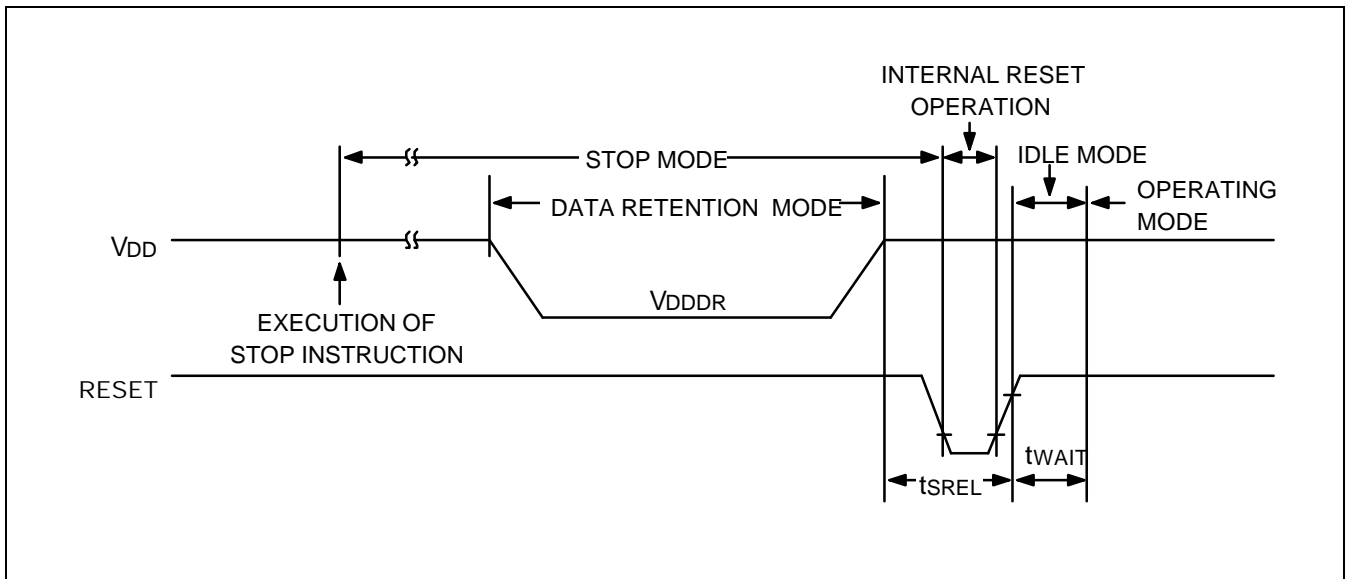 INTERNAL RESET
OPERATION
STOP MODE
IDLE MODE
DATA RETENTION MODE
OPERATING
MODE
VDD
VDDDR
EXECUTION OF
STOP INSTRUCTION
RESET
tWAIT
tSREL